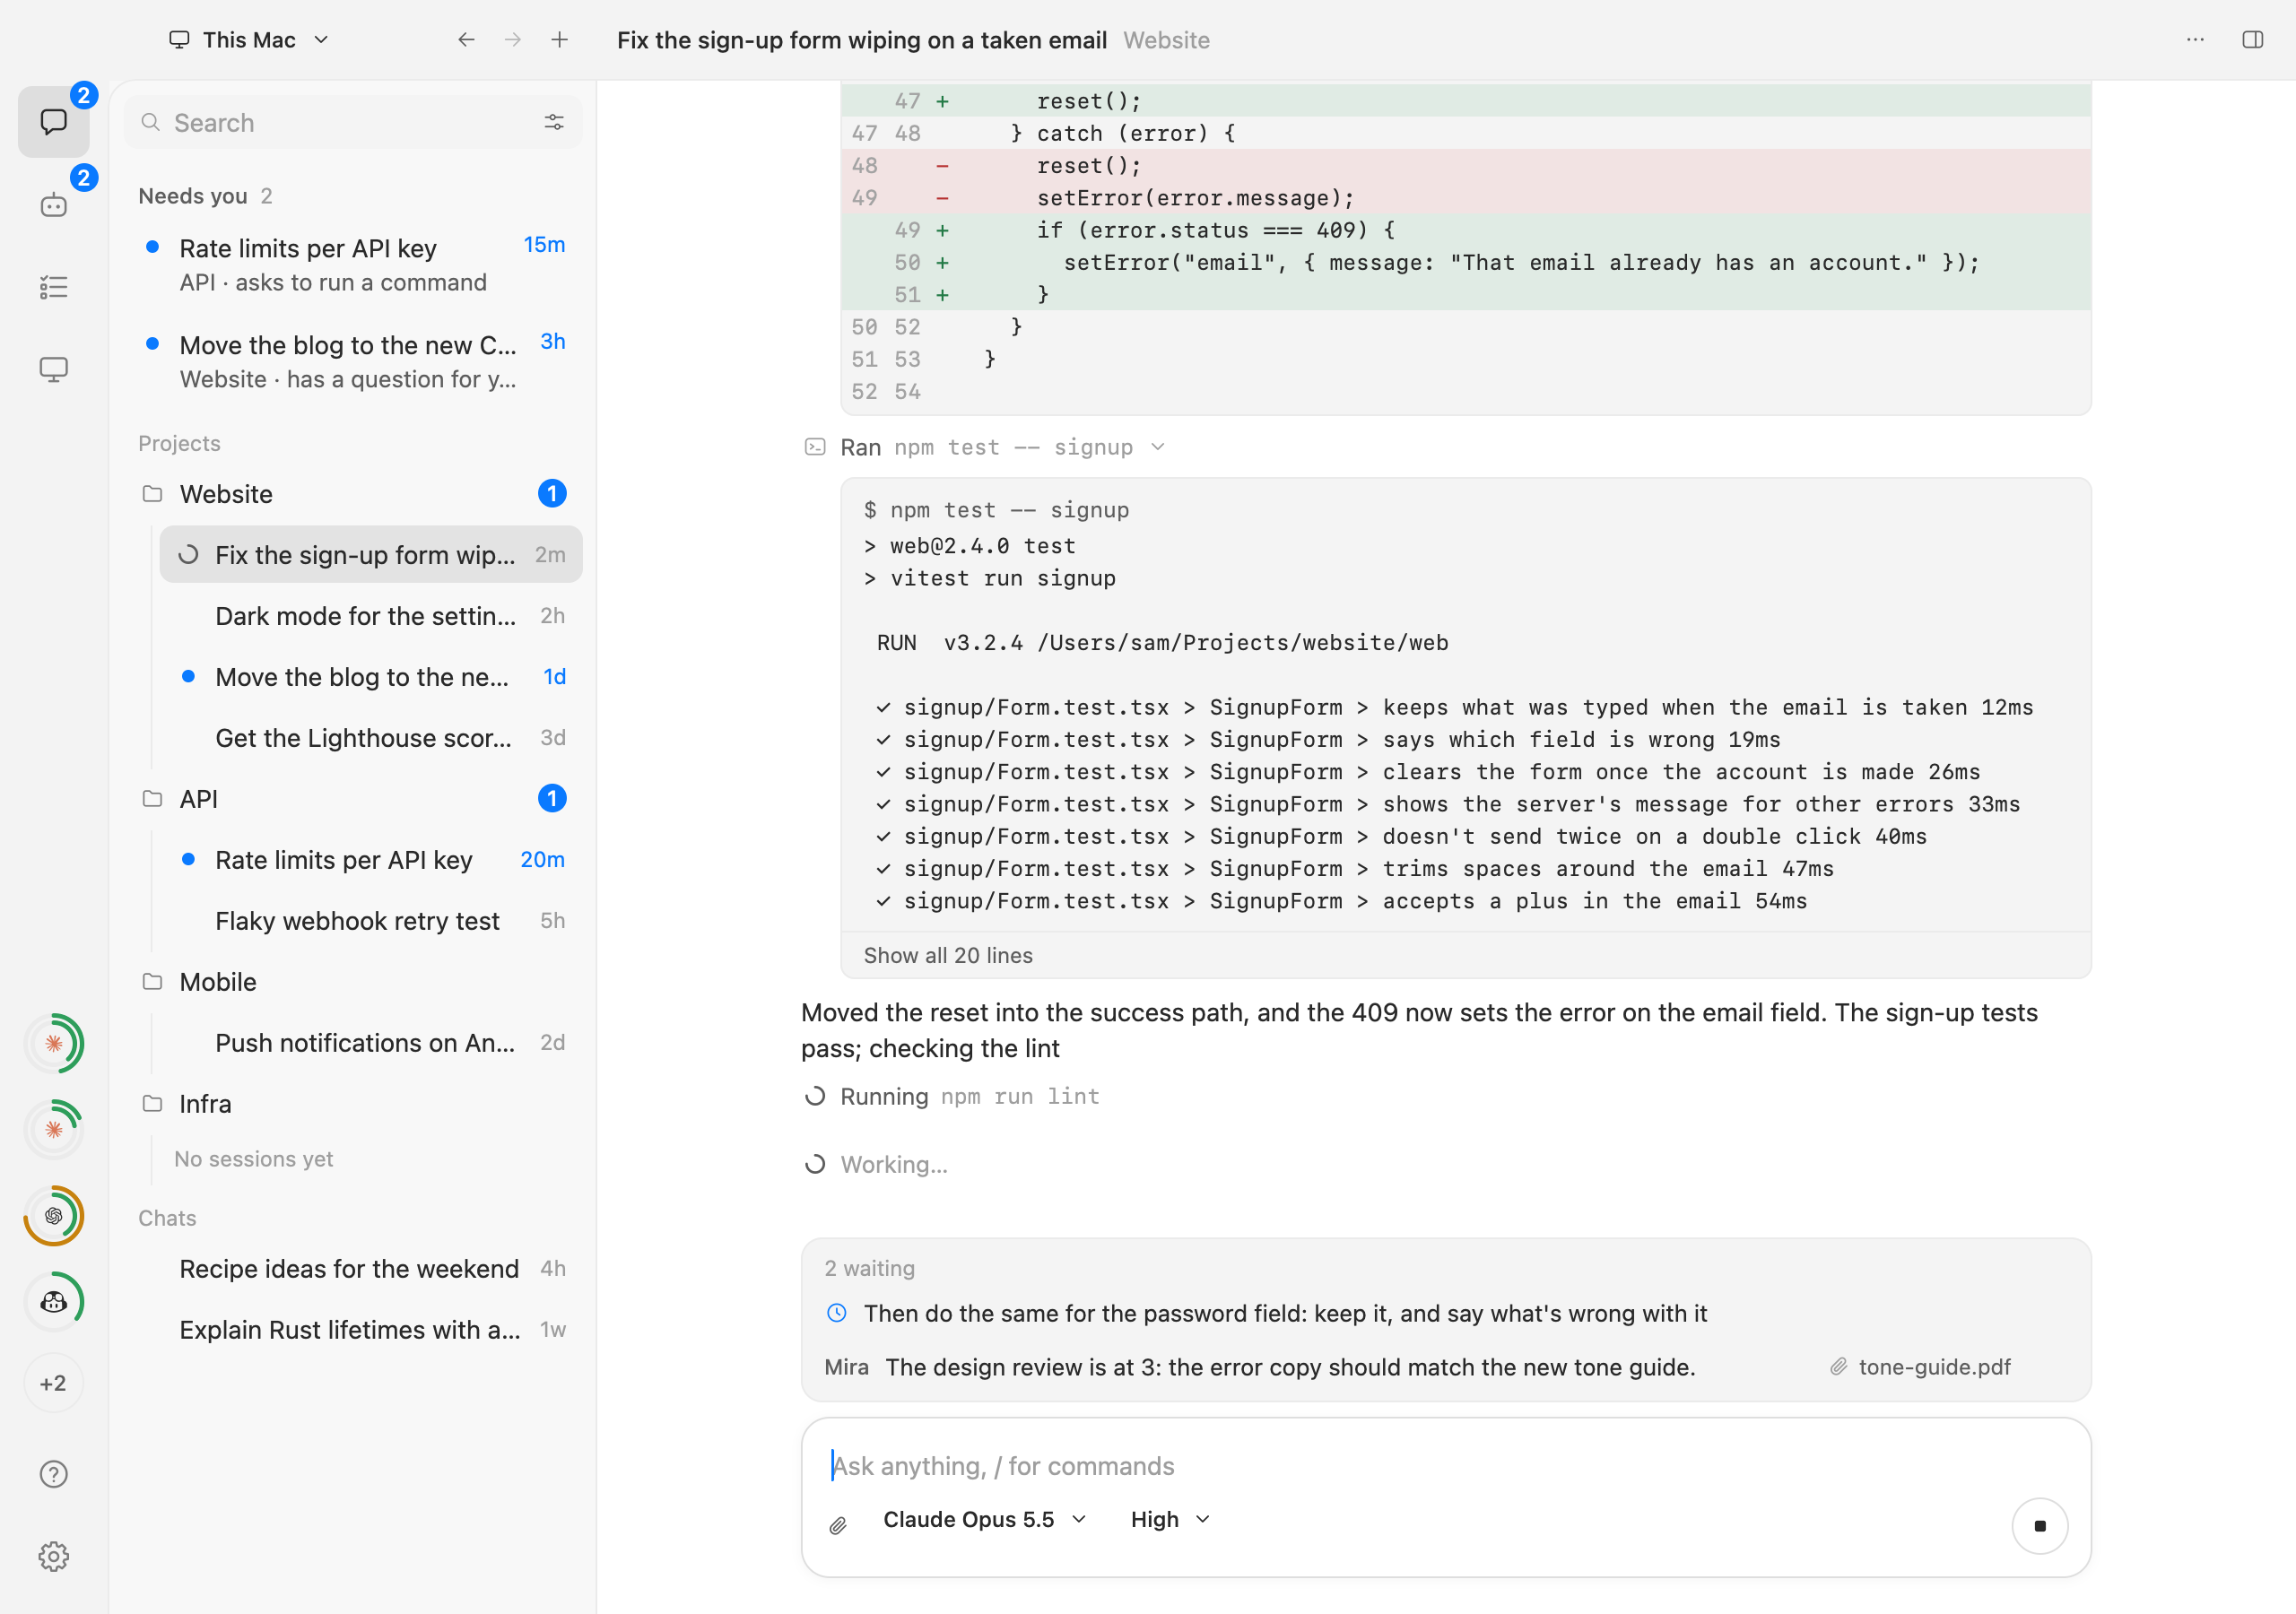 This Mac
Fix the sign-up form wiping on a taken email Website
2
2
Search
Needs you 2
Rate limits per API key 15m
API · asks to run a command
Move the blog to the new C... 3h
Website · has a question for y...
Projects
Website 1
Fix the sign-up form wip... 2m
Dark mode for the settin... 2h
Move the blog to the ne... 1d
Get the Lighthouse scor... 3d
API 1
Rate limits per API key 20m
Flaky webhook retry test 5h
Mobile
Push notifications on An... 2d
Infra
No sessions yet
Chats
Recipe ideas for the weekend 4h
Explain Rust lifetimes with a... 1w
+2
47 + reset();
47 48 } catch (error) {
48 - reset();
49 - setError(error.message);
49 + if (error.status === 409) {
50 + setError("email", { message: "That email already has an account." });
51 + }
50 52 }
51 53 }
52 54
Ran npm test -- signup
$ npm test -- signup
> web@2.4.0 test
> vitest run signup
RUN v3.2.4 /Users/sam/Projects/website/web
✓ signup/Form.test.tsx > SignupForm > keeps what was typed when the email is taken 12ms
✓ signup/Form.test.tsx > SignupForm > says which field is wrong 19ms
✓ signup/Form.test.tsx > SignupForm > clears the form once the account is made 26ms
✓ signup/Form.test.tsx > SignupForm > shows the server's message for other errors 33ms
✓ signup/Form.test.tsx > SignupForm > doesn't send twice on a double click 40ms
✓ signup/Form.test.tsx > SignupForm > trims spaces around the email 47ms
✓ signup/Form.test.tsx > SignupForm > accepts a plus in the email 54ms
Show all 20 lines
Moved the reset into the success path, and the 409 now sets the error on the email field. The sign-up tests
pass; checking the lint
Running npm run lint
Working...
2 waiting
Then do the same for the password field: keep it, and say what's wrong with it
Mira The design review is at 3: the error copy should match the new tone guide. tone-guide.pdf
Ask anything, / for commands
Claude Opus 5.5 High